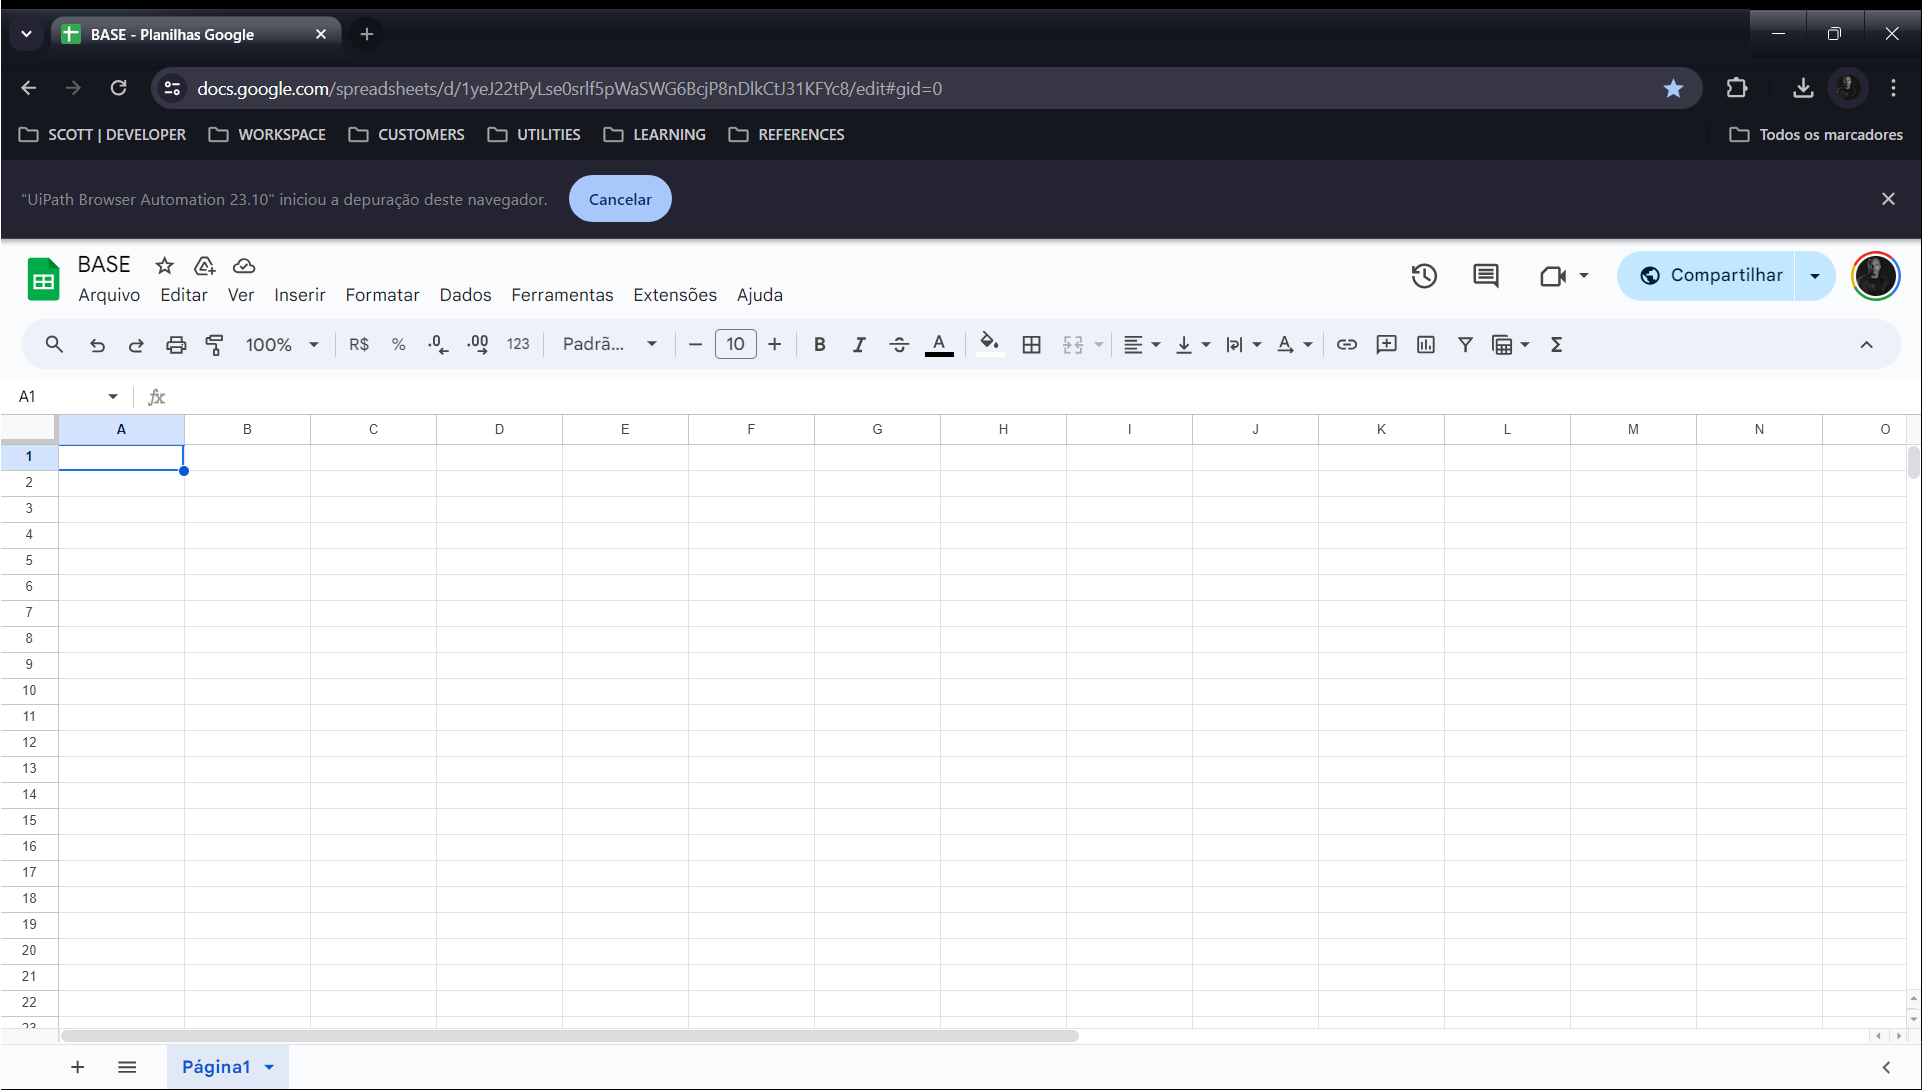 BASE - Planilhas Google
docs.google.com/spreadsheets/d/1yeJ22tPyLse0srlf5pWaSWG6BcjP8nDlkCtJ31KFYc8/edit#gid=0
SCOTT | DEVELOPER WORKSPACE CUSTOMERS UTILITIES LEARNING REFERENCES Todos os marcadores
"UiPath Browser Automation 23.10" iniciou a depuração deste navegador. Cancelar
BASE
Arquivo Editar Ver Inserir Formatar Dados Ferramentas Extensões Ajuda
Compartilhar
100% R$ % .0 .00 123 Padrã... 10 B I A A Σ
A1 fx
A B C D E F G H I J K L M N O
1
2
3
4
5
6
7
8
9
10
11
12
13
14
15
16
17
18
19
20
21
22
23
Página1